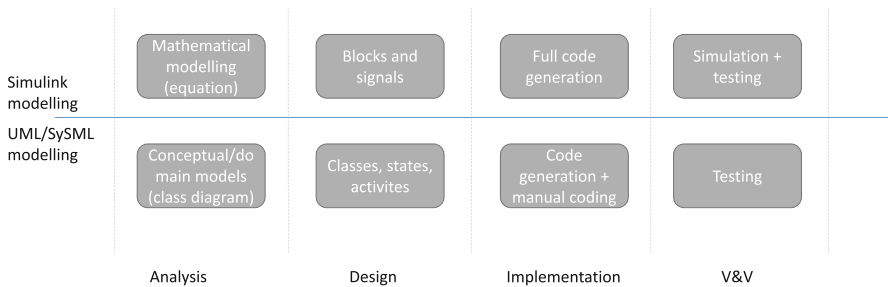 Mathematical
modelling
(equation)
Blocks and
signals
Full code
generation
Simulation +
testing
Simulink
modelling
UML/SySML
modelling
Conceptual/do
main models
(class diagram)
Classes, states,
activites
Code
generation +
manual coding
Testing
Analysis
Design
Implementation
V&V